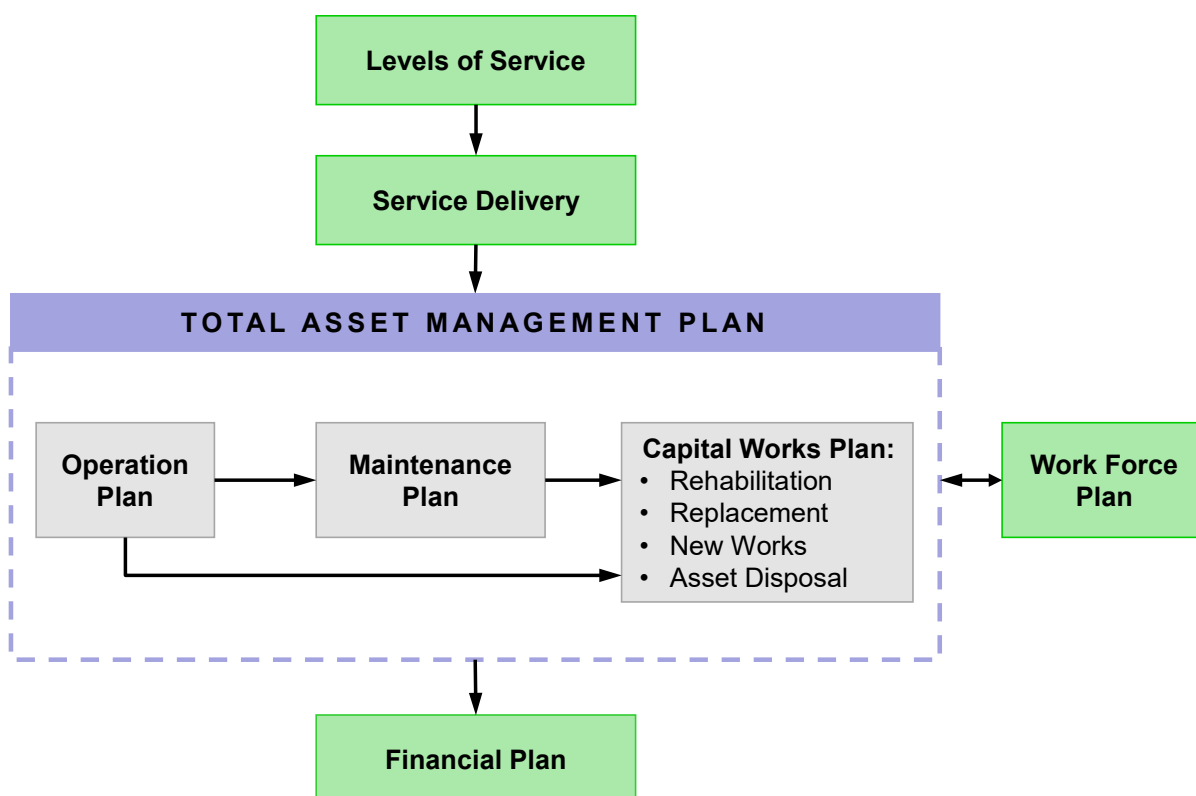 Levels of Service
Service Delivery
TOTAL ASSET MANAGEMENT PLAN
Operation
Plan
Maintenance
Plan
Capital Works Plan:
• Rehabilitation
• Replacement
• New Works
• Asset Disposal
Work Force
Plan
Financial Plan